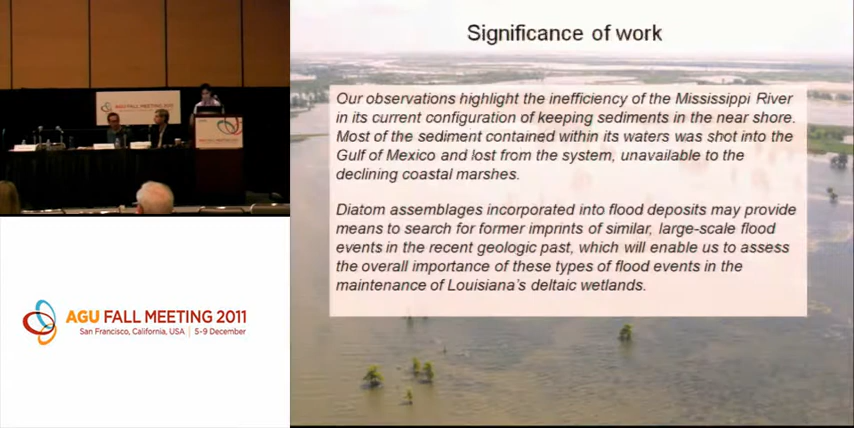 AGU FALL MEETING 2011
AGU FALL MEETING 2011
San Francisco, California, USA | 5-9 December
Significance of work
Our observations highlight the inefficiency of the Mississippi River
in its current configuration of keeping sediments in the near shore.
Most of the sediment contained within its waters was shot into the
Gulf of Mexico and lost from the system, unavailable to the
declining coastal marshes.
Diatom assemblages incorporated into flood deposits may provide
means to search for former imprints of similar, large-scale flood
events in the recent geologic past, which will enable us to assess
the overall importance of these types of flood events in the
maintenance of Louisiana's deltaic wetlands.